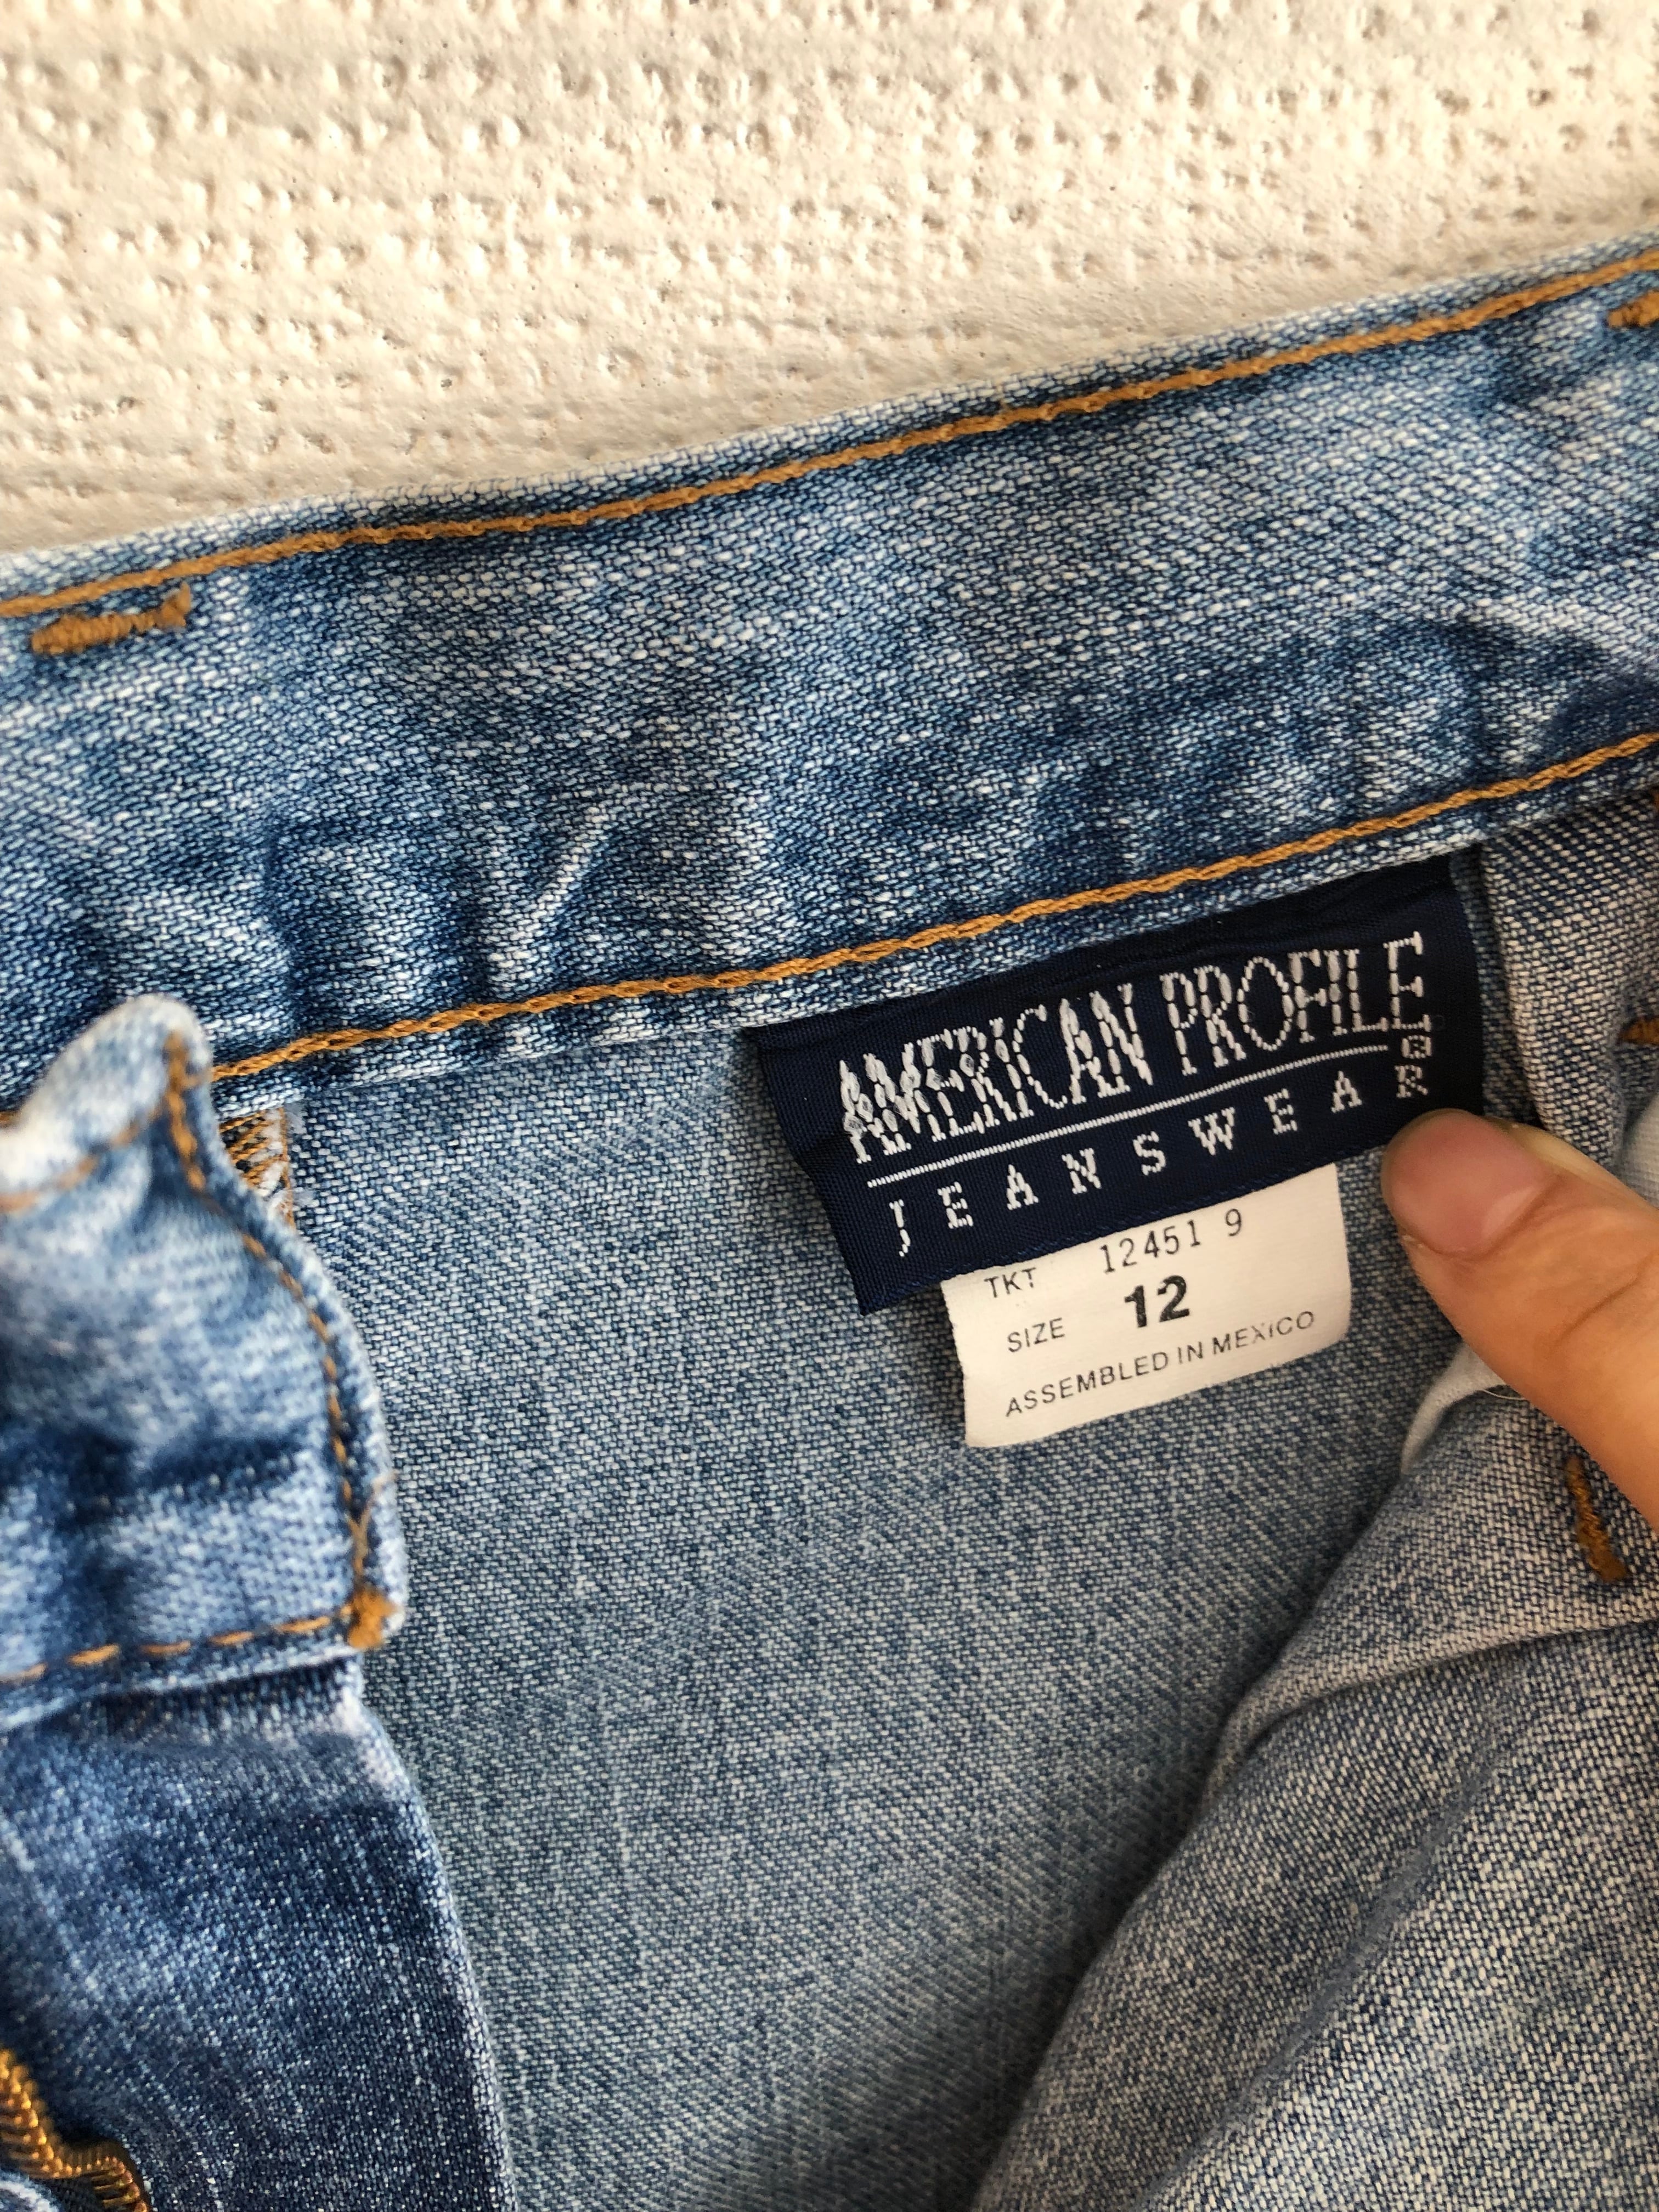 AMERICAN PROFILE
®
JEANSWEAR
TKT 12451 9
SIZE 12
ASSEMBLED IN MEXICO